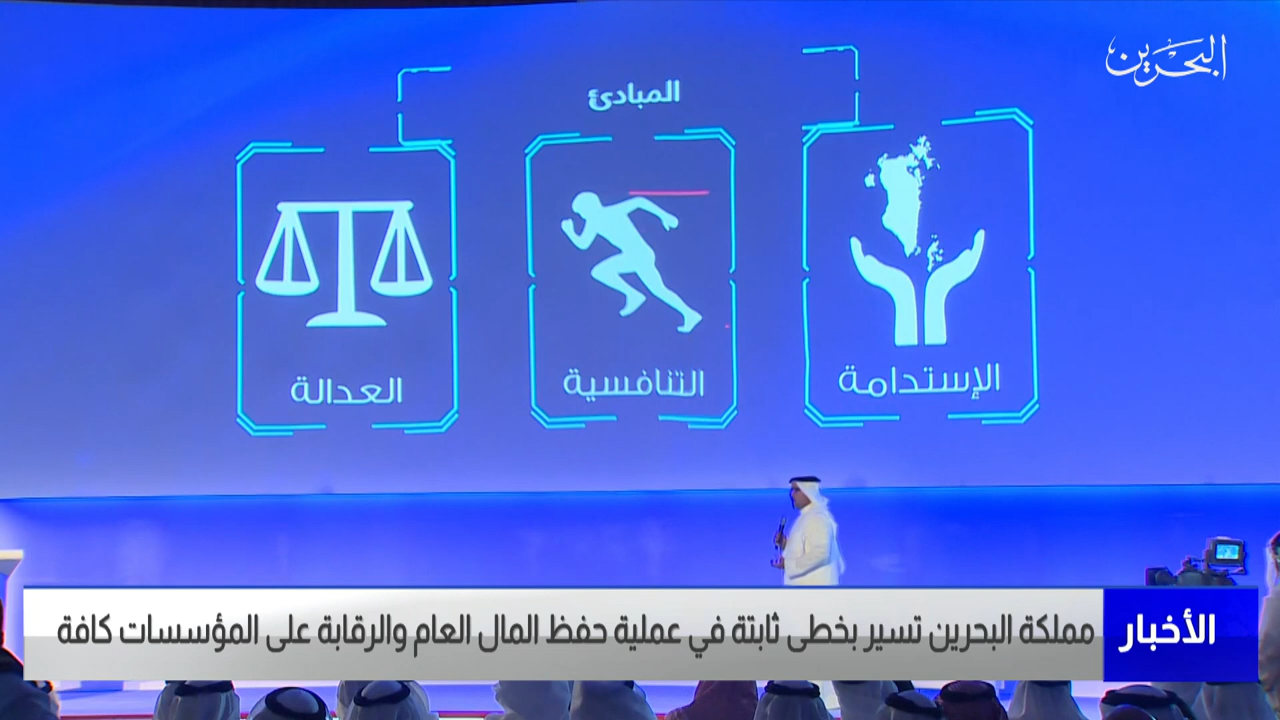 البحرين
المبادئ
الإستدامة
التنافسية
العدالة
الأخبار
مملكة البحرين تسير بخطى ثابتة في عملية حفظ المال العام والرقابة على المؤسسات كافة